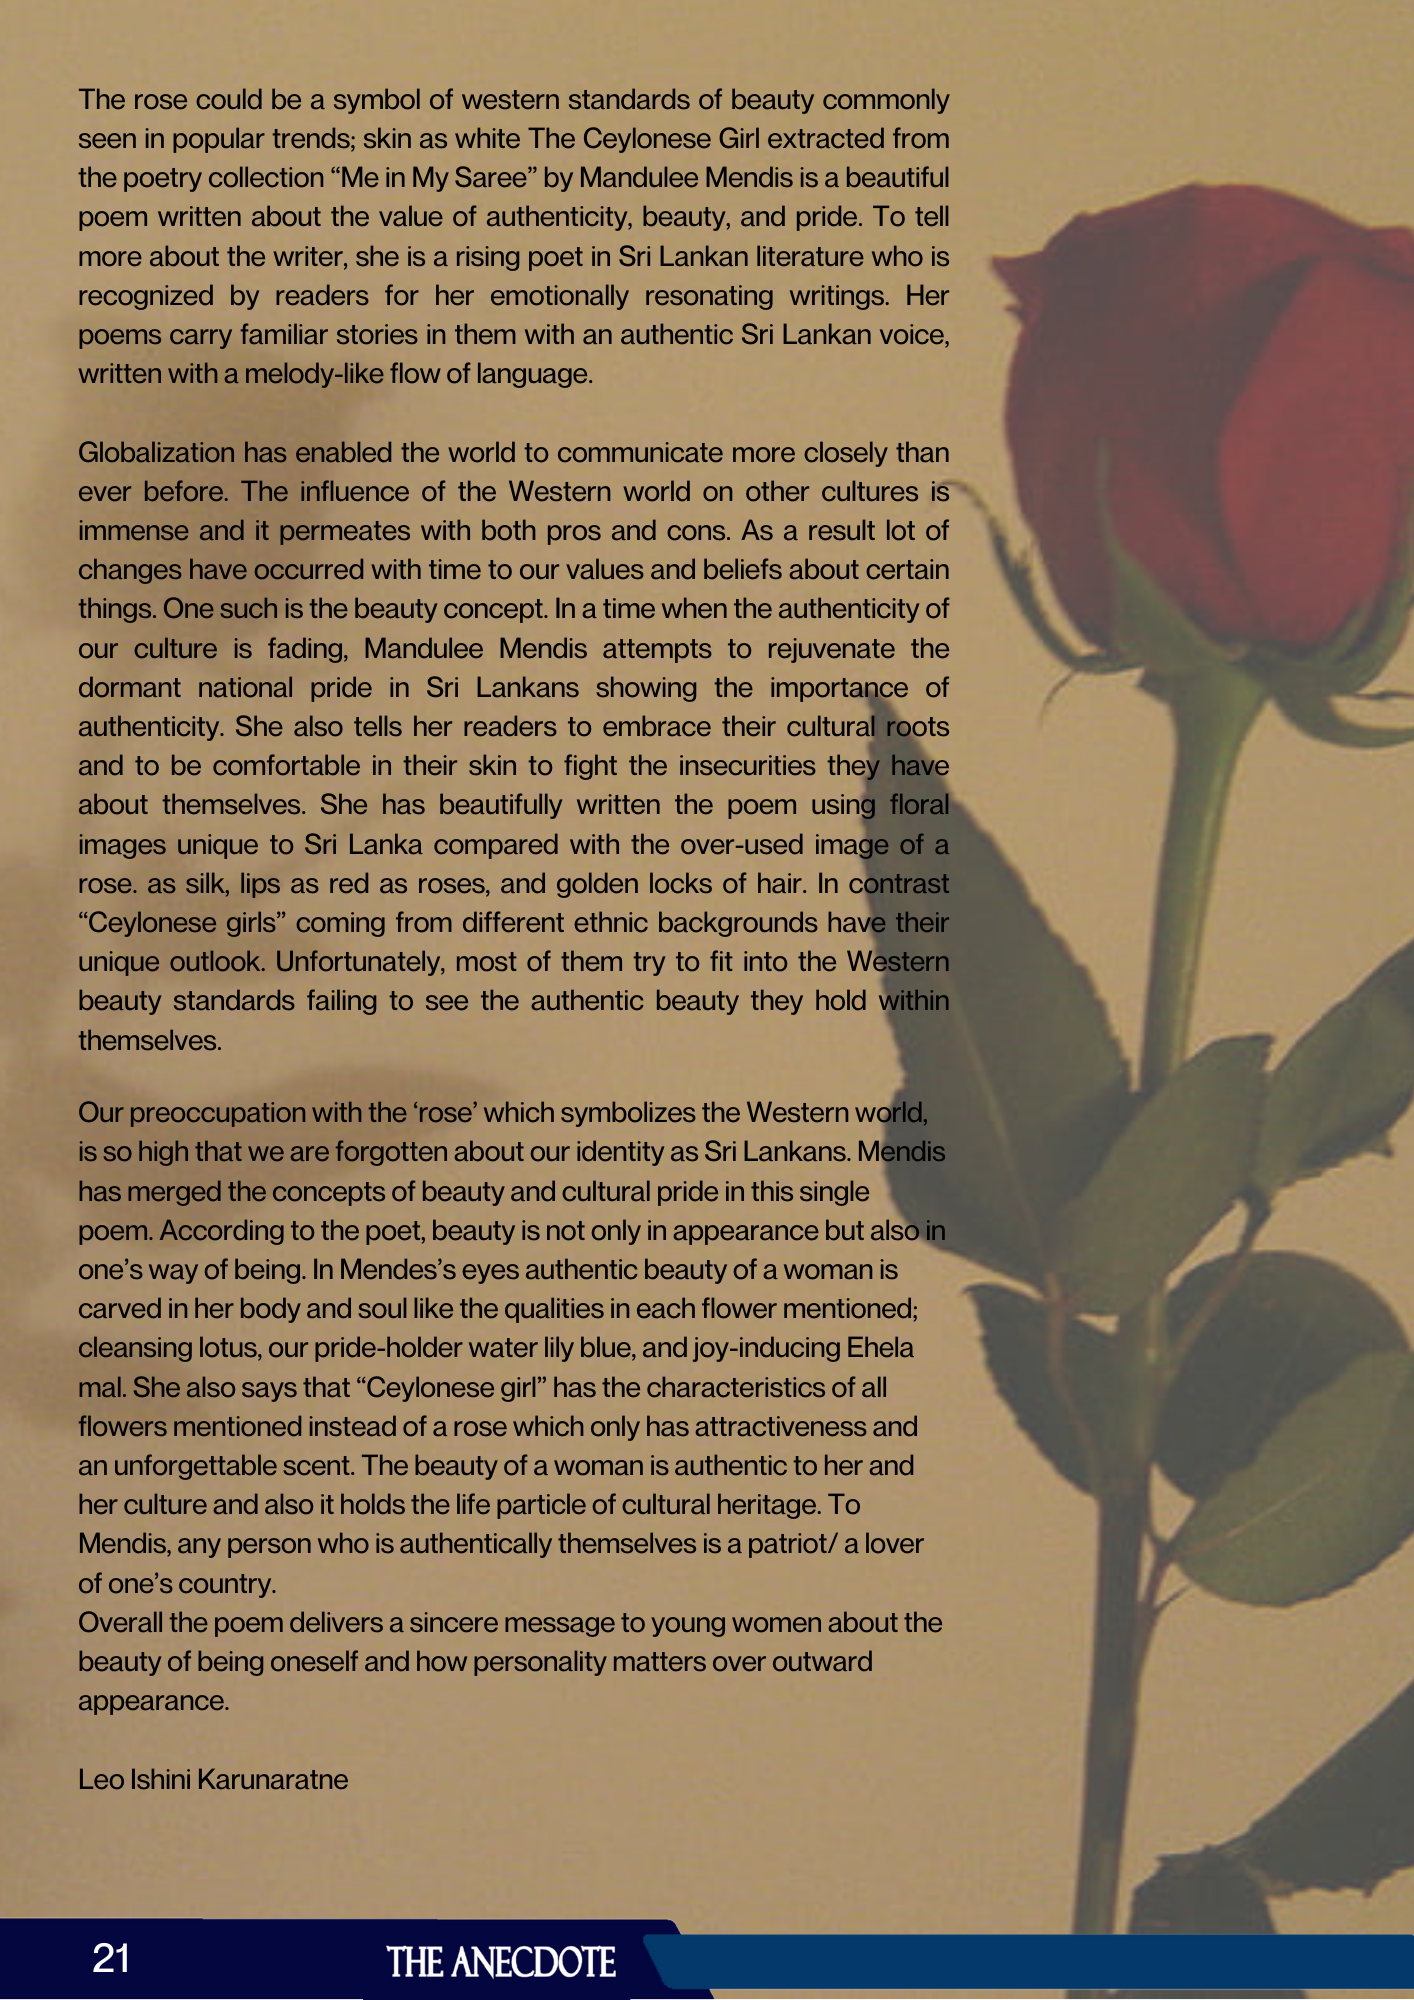 The rose could be a symbol of western standards of beauty commonly
seen in popular trends; skin as white The Ceylonese Girl extracted from
the poetry collection “Me in My Saree” by Mandulee Mendis is a beautiful
poem written about the value of authenticity, beauty, and pride. To tell
more about the writer, she is a rising poet in Sri Lankan literature who is
recognized by readers for her emotionally resonating writings. Her
poems carry familiar stories in them with an authentic Sri Lankan voice,
written with a melody-like flow of language.
Globalization has enabled the world to communicate more closely than
ever before. The influence of the Western world on other cultures is
immense and it permeates with both pros and cons. As a result lot of
changes have occurred with time to our values and beliefs about certain
things. One such is the beauty concept. In a time when the authenticity of
our culture is fading, Mandulee Mendis attempts to rejuvenate the
dormant national pride in Sri Lankans showing the importance of
authenticity. She also tells her readers to embrace their cultural roots
and to be comfortable in their skin to fight the insecurities they have
about themselves. She has beautifully written the poem using floral
images unique to Sri Lanka compared with the over-used image of a
rose. as silk, lips as red as roses, and golden locks of hair. In contrast
“Ceylonese girls” coming from different ethnic backgrounds have their
unique outlook. Unfortunately, most of them try to fit into the Western
beauty standards failing to see the authentic beauty they hold within
themselves.
Our preoccupation with the ‘rose’ which symbolizes the Western world,
is so high that we are forgotten about our identity as Sri Lankans. Mendis
has merged the concepts of beauty and cultural pride in this single
poem. According to the poet, beauty is not only in appearance but also in
one’s way of being. In Mendes’s eyes authentic beauty of a woman is
carved in her body and soul like the qualities in each flower mentioned;
cleansing lotus, our pride-holder water lily blue, and joy-inducing Ehela
mal. She also says that “Ceylonese girl” has the characteristics of all
flowers mentioned instead of a rose which only has attractiveness and
an unforgettable scent. The beauty of a woman is authentic to her and
her culture and also it holds the life particle of cultural heritage. To
Mendis, any person who is authentically themselves is a patriot/ a lover
of one’s country.
Overall the poem delivers a sincere message to young women about the
beauty of being oneself and how personality matters over outward
appearance.
Leo Ishini Karunaratne
21
THE ANECDOTE